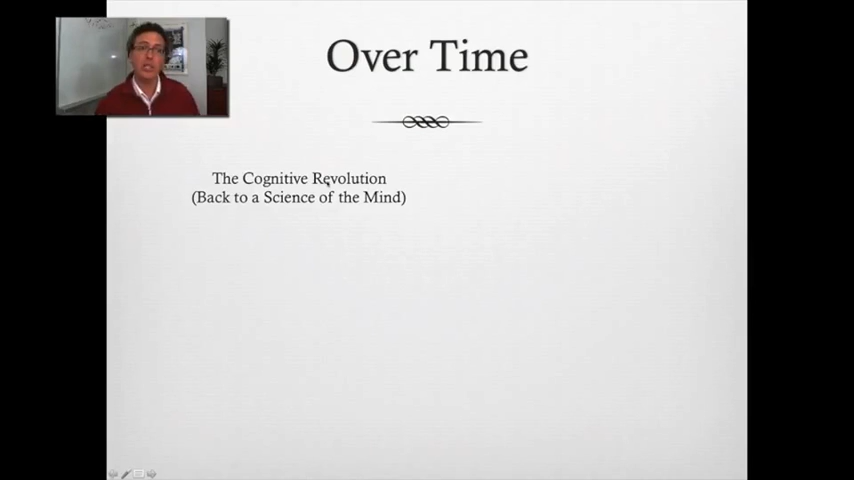 Over Time
The Cognitive Revolution
(Back to a Science of the Mind)